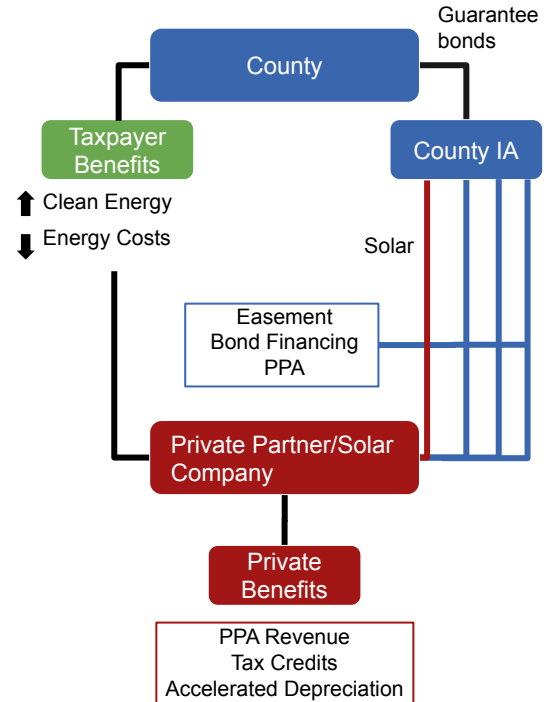 Guarantee
bonds
County
Taxpayer
Benefits
County IA
Clean Energy
Energy Costs
Solar
Easement
Bond Financing
PPA
Private Partner/Solar
Company
Private
Benefits
PPA Revenue
Tax Credits
Accelerated Depreciation